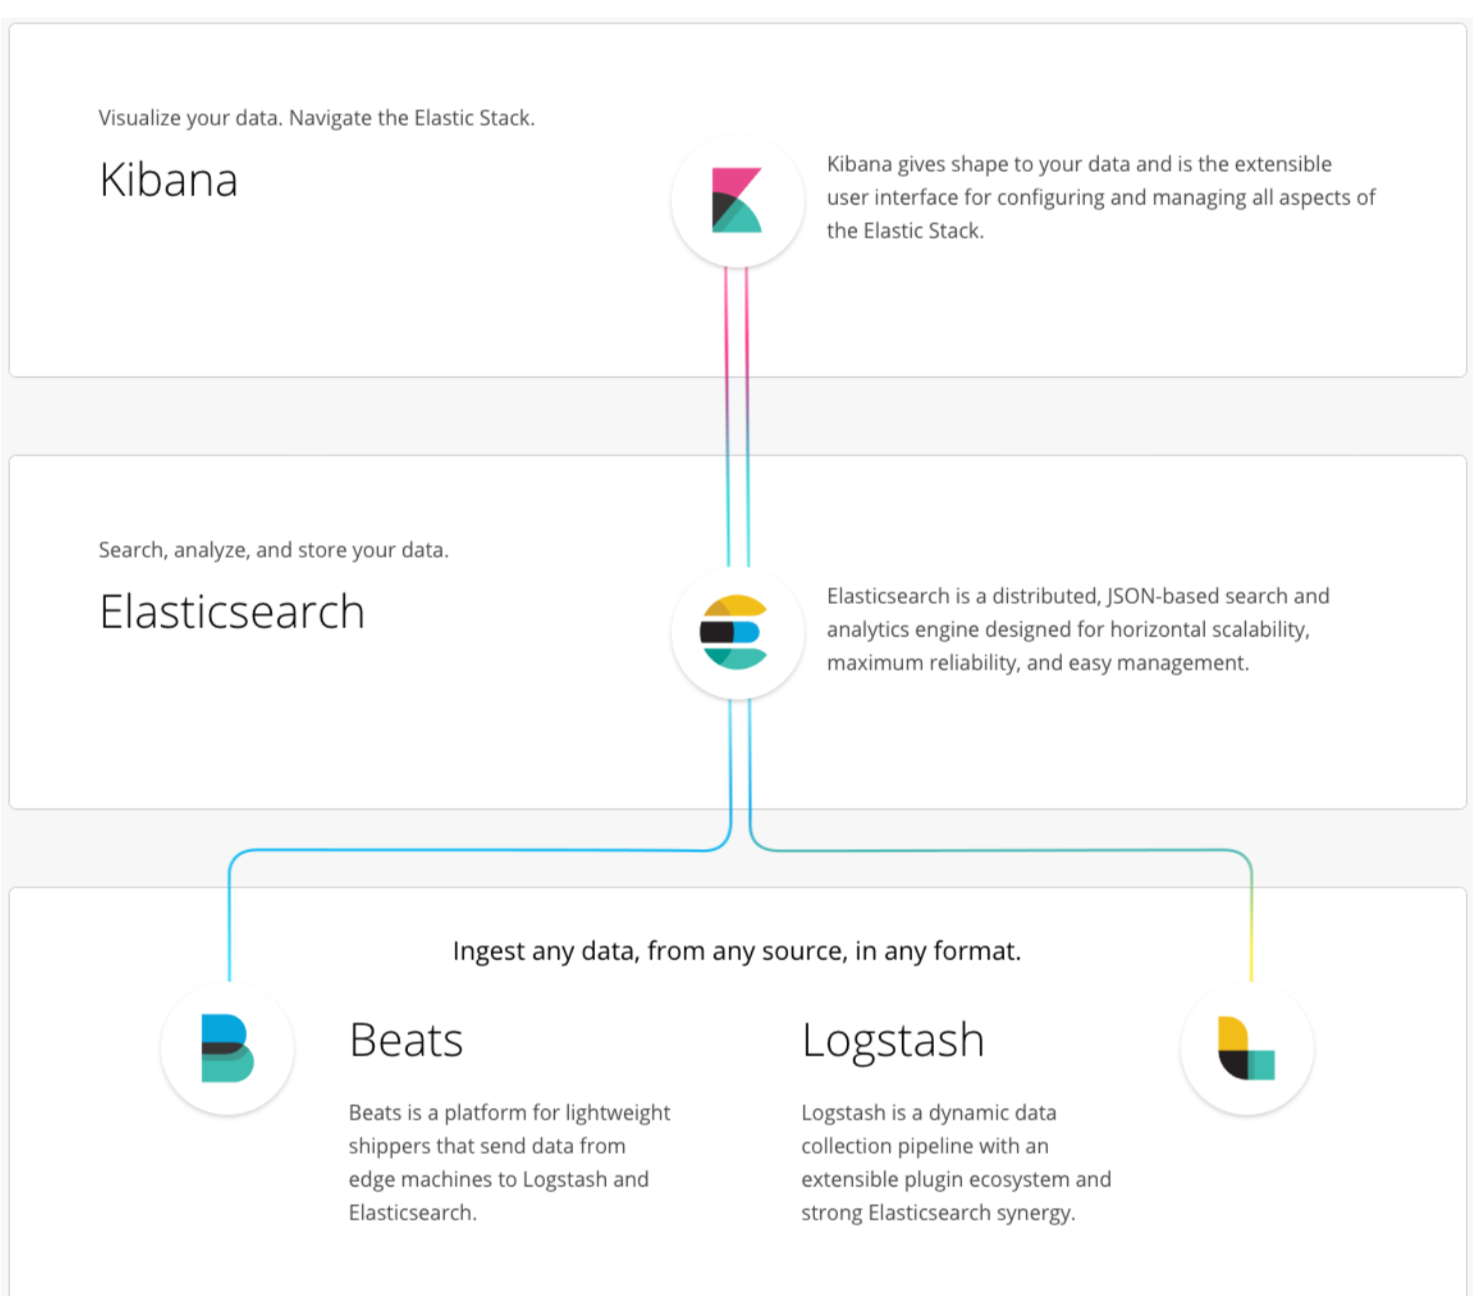 Visualize your data. Navigate the Elastic Stack.
Kibana
Kibana gives shape to your data and is the extensible
user interface for configuring and managing all aspects of
the Elastic Stack.
Search, analyze, and store your data.
Elasticsearch
Elasticsearch is a distributed, JSON-based search and
analytics engine designed for horizontal scalability,
maximum reliability, and easy management.
Ingest any data, from any source, in any format.
Beats
Beats is a platform for lightweight
shippers that send data from
edge machines to Logstash and
Elasticsearch.
Logstash
Logstash is a dynamic data
collection pipeline with an
extensible plugin ecosystem and
strong Elasticsearch synergy.